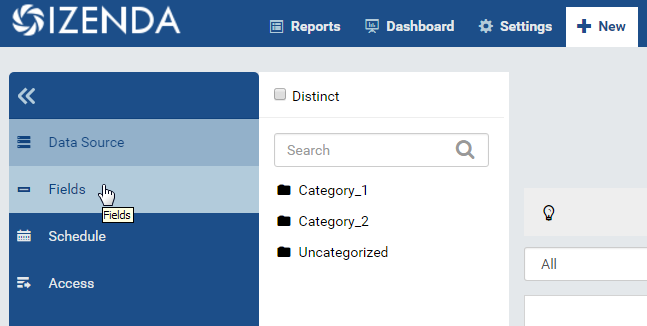 IZENDA
Reports Dashboard Settings New
Distinct
Data Source
Search
Fields
Fields
Category_1
Category_2
Schedule
Uncategorized
Access
All